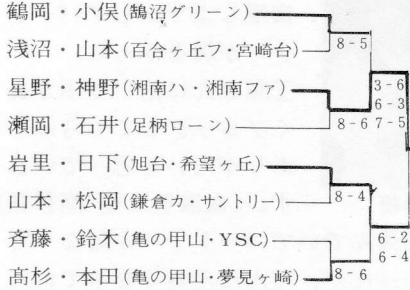 鶴岡・小俣(鵠沼グリーン)
浅沼・山本(百合ヶ丘フ・宮崎台)
8-5
星野・神野(湘南ハ・湘南ファ)
3-6
6-3
7-5
瀬岡・石井(足柄ローン)
8-6
岩里・日下(旭台・希望ヶ丘)
山本・松岡(鎌倉カ・サントリー)
8-4
斉藤・鈴木(亀の甲山・YSC)
6-2
6-4
髙杉・本田(亀の甲山・夢見ヶ崎)
8-6